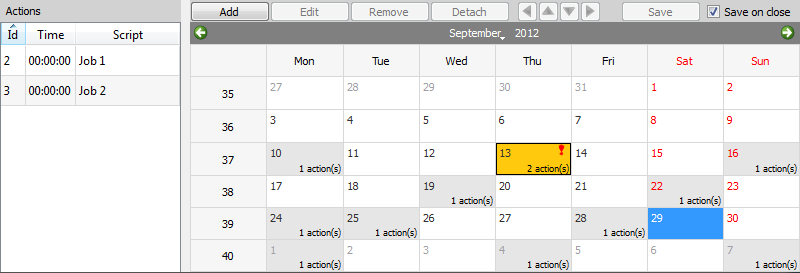 Actions
Id Time Script
2 00:00:00 Job 1
3 00:00:00 Job 2
Add Edit Remove Detach Save Save on close
September, 2012
Mon Tue Wed Thu Fri Sat Sun
35 27 28 29 30 31 1 2
36 3 4 5 6 7 8 9
37 10 11 12 13 14 15 16
1 action(s) 2 action(s) 1 action(s)
38 17 18 19 20 21 22 23
1 action(s) 1 action(s)
39 24 25 26 27 28 29 30
1 action(s) 1 action(s) 1 action(s)
40 1 2 3 4 5 6 7
1 action(s) 1 action(s) 1 action(s)